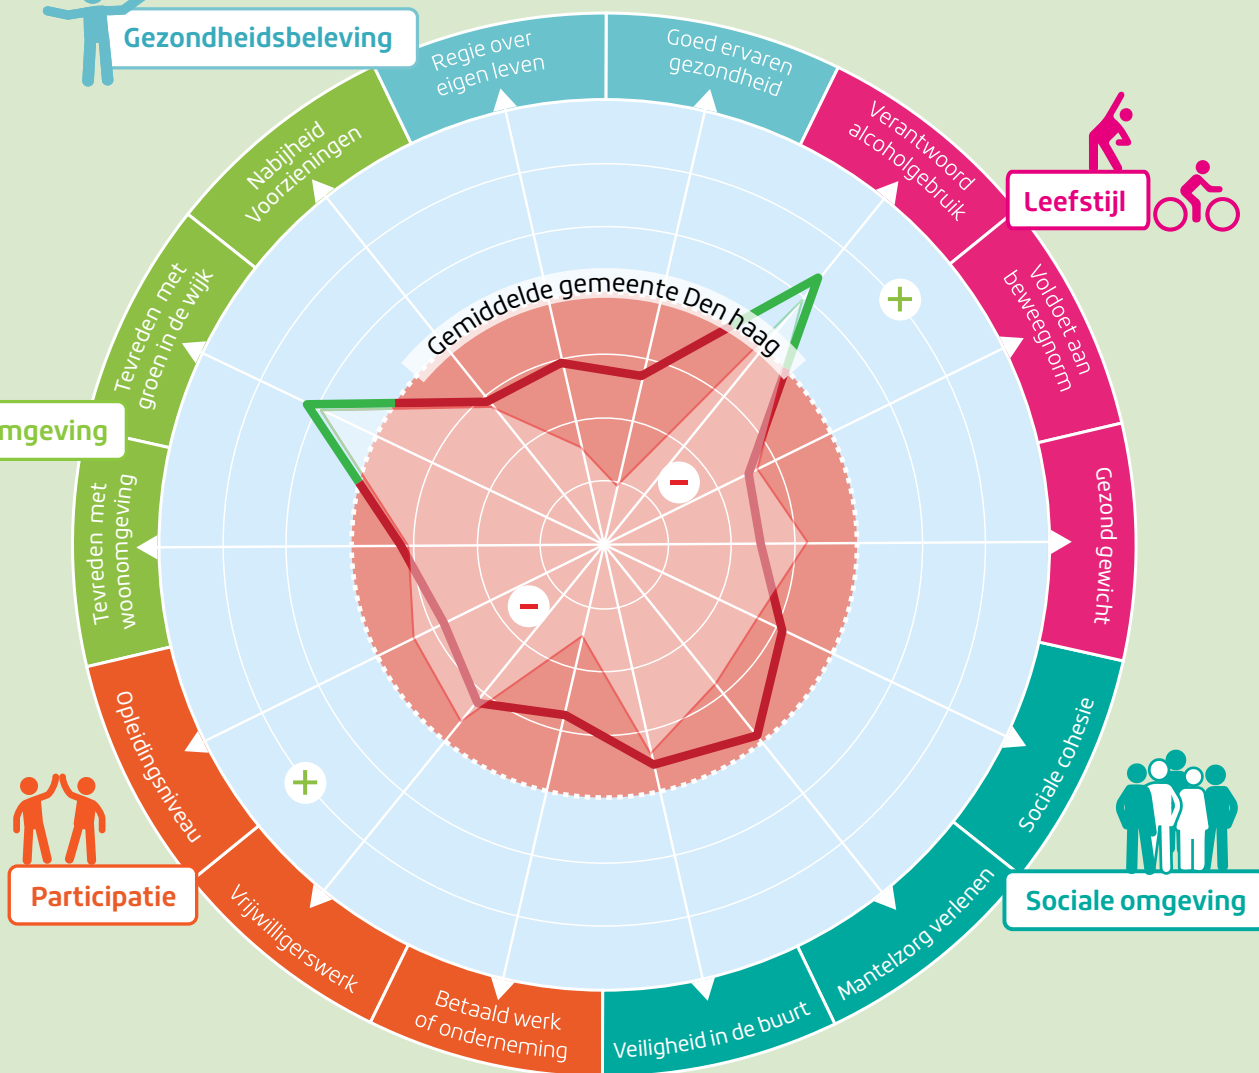 Gezondheidsbeleving
Regie over
eigen leven
Goed ervaren
gezondheid
Verantwoord
alcoholgebruik
Leefstijl
Voldoet aan
beweegnorm
Gezond gewicht
Sociale cohesie
Sociale omgeving
Mantelzorg verlenen
Veiligheid in de buurt
Betaald werk
of onderneming
Vrijwilligerswerk
Participatie
Opleidingsniveau
Tevreden met
woonomgeving
mgeving
Tevreden met
groen in de wijk
Nabijheid
Voorzieningen
Gemiddelde gemeente Den haag
+
-
-
+